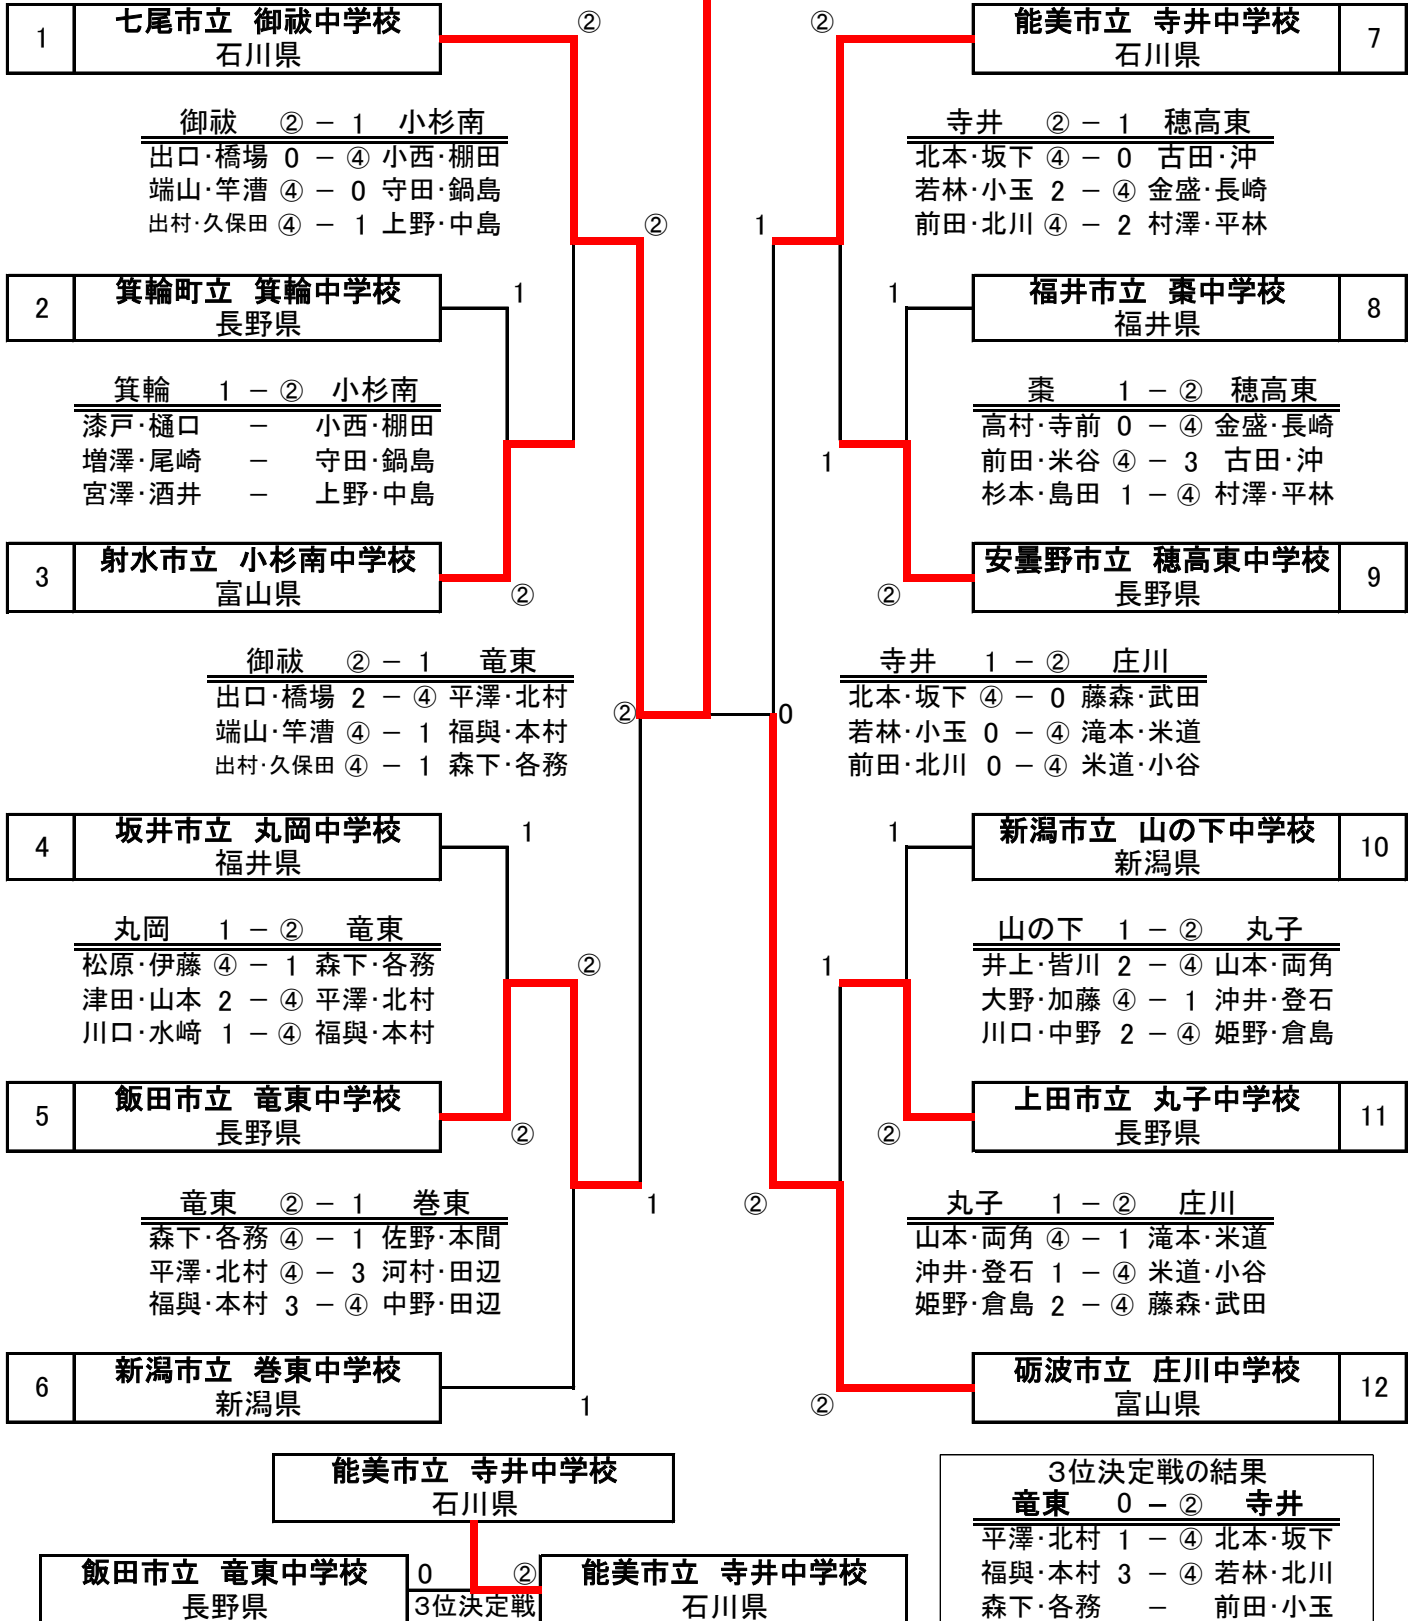 1 七尾市立 御祓中学校 石川県
②
御祓 ② － 1 小杉南
出口・橋場 0 － ④ 小西・棚田
端山・竿漕 ④ － 0 守田・鍋島
出村・久保田 ④ － 1 上野・中島
②
2 箕輪町立 箕輪中学校 長野県
1
箕輪 1 － ② 小杉南
漆戸・樋口 － 小西・棚田
増澤・尾崎 － 守田・鍋島
宮澤・酒井 － 上野・中島
3 射水市立 小杉南中学校 富山県
②
御祓 ② － 1 竜東
出口・橋場 2 － ④ 平澤・北村
端山・竿漕 ④ － 1 福與・本村
出村・久保田 ④ － 1 森下・各務
②
4 坂井市立 丸岡中学校 福井県
1
丸岡 1 － ② 竜東
松原・伊藤 ④ － 1 森下・各務
津田・山本 2 － ④ 平澤・北村
川口・水﨑 1 － ④ 福與・本村
②
5 飯田市立 竜東中学校 長野県
②
竜東 ② － 1 巻東
森下・各務 ④ － 1 佐野・本間
平澤・北村 ④ － 3 河村・田辺
福與・本村 3 － ④ 中野・田辺
1
6 新潟市立 巻東中学校 新潟県
1
②
能美市立 寺井中学校 石川県 7
寺井 ② － 1 穂高東
北本・坂下 ④ － 0 古田・沖
若林・小玉 2 － ④ 金盛・長崎
前田・北川 ④ － 2 村澤・平林
1
1
福井市立 棗中学校 福井県 8
棗 1 － ② 穂高東
高村・寺前 0 － ④ 金盛・長崎
前田・米谷 ④ － 3 古田・沖
杉本・島田 1 － ④ 村澤・平林
1
②
安曇野市立 穂高東中学校 長野県 9
寺井 1 － ② 庄川
北本・坂下 ④ － 0 藤森・武田
若林・小玉 0 － ④ 滝本・米道
前田・北川 0 － ④ 米道・小谷
0
1
新潟市立 山の下中学校 新潟県 10
山の下 1 － ② 丸子
井上・皆川 2 － ④ 山本・両角
大野・加藤 ④ － 1 沖井・登石
川口・中野 2 － ④ 姫野・倉島
1
②
上田市立 丸子中学校 長野県 11
丸子 1 － ② 庄川
山本・両角 ④ － 1 滝本・米道
沖井・登石 1 － ④ 米道・小谷
姫野・倉島 2 － ④ 藤森・武田
②
②
砺波市立 庄川中学校 富山県 12
能美市立 寺井中学校
石川県
飯田市立 竜東中学校 長野県
0 ②
3位決定戦
能美市立 寺井中学校 石川県
3位決定戦の結果
竜東 0 － ② 寺井
平澤・北村 1 － ④ 北本・坂下
福與・本村 3 － ④ 若林・北川
森下・各務 － 前田・小玉